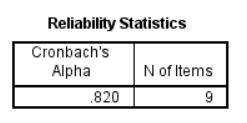 Reliability Statistics
Cronbach's
Alpha
N of Items
.820
9